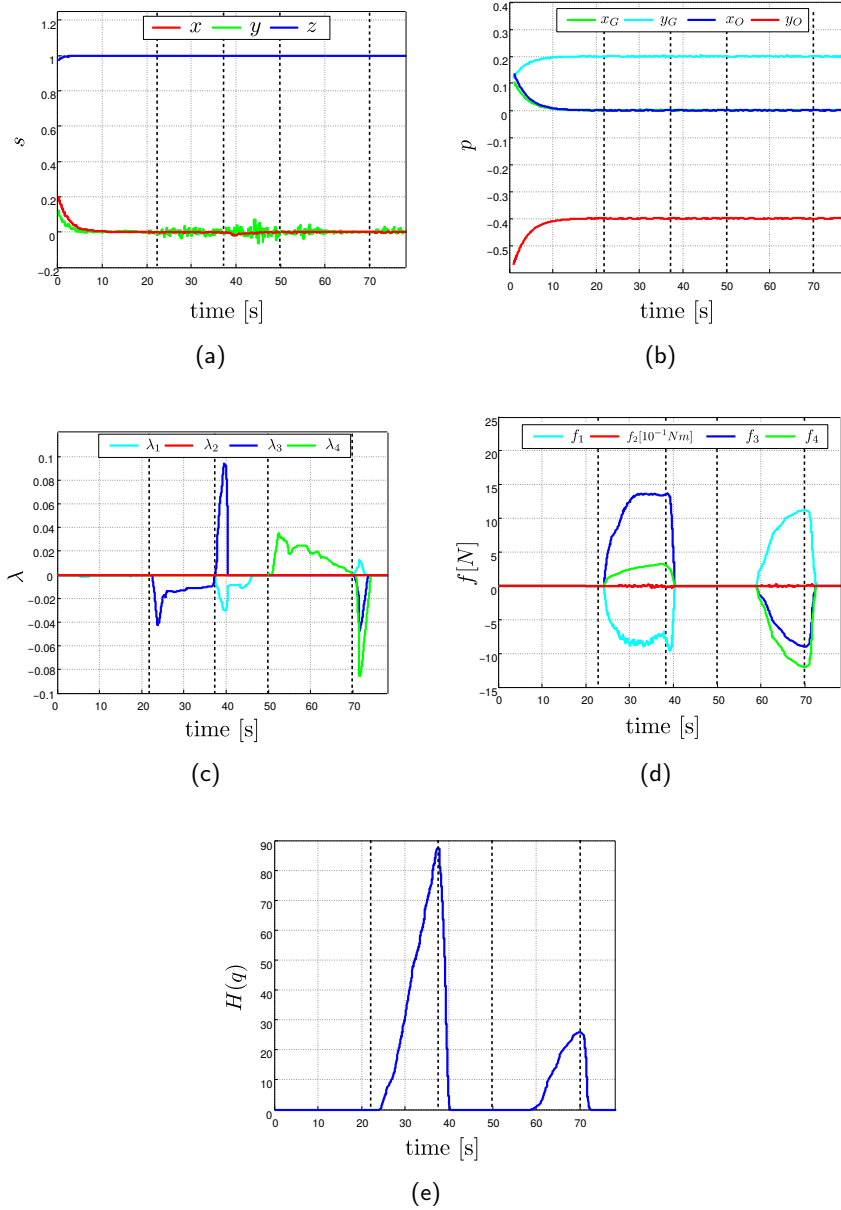 x y z
1.2
1
0.8
0.6
0.4
0.2
0
−0.2
s
0 10 20 30 40 50 60 70
time [s]
(a)
x_G y_G x_O y_O
0.4
0.3
0.2
0.1
0
−0.1
−0.2
−0.3
−0.4
−0.5
p
0 10 20 30 40 50 60 70
time [s]
(b)
λ_1 λ_2 λ_3 λ_4
0.1
0.08
0.06
0.04
0.02
0
−0.02
−0.04
−0.06
−0.08
−0.1
λ
0 10 20 30 40 50 60 70
time [s]
(c)
f_1 f_2[10^{-1}Nm] f_3 f_4
25
20
15
10
5
0
−5
−10
−15
f[N]
0 10 20 30 40 50 60 70
time [s]
(d)
90
80
70
60
50
40
30
20
10
0
H(q)
0 10 20 30 40 50 60 70
time [s]
(e)